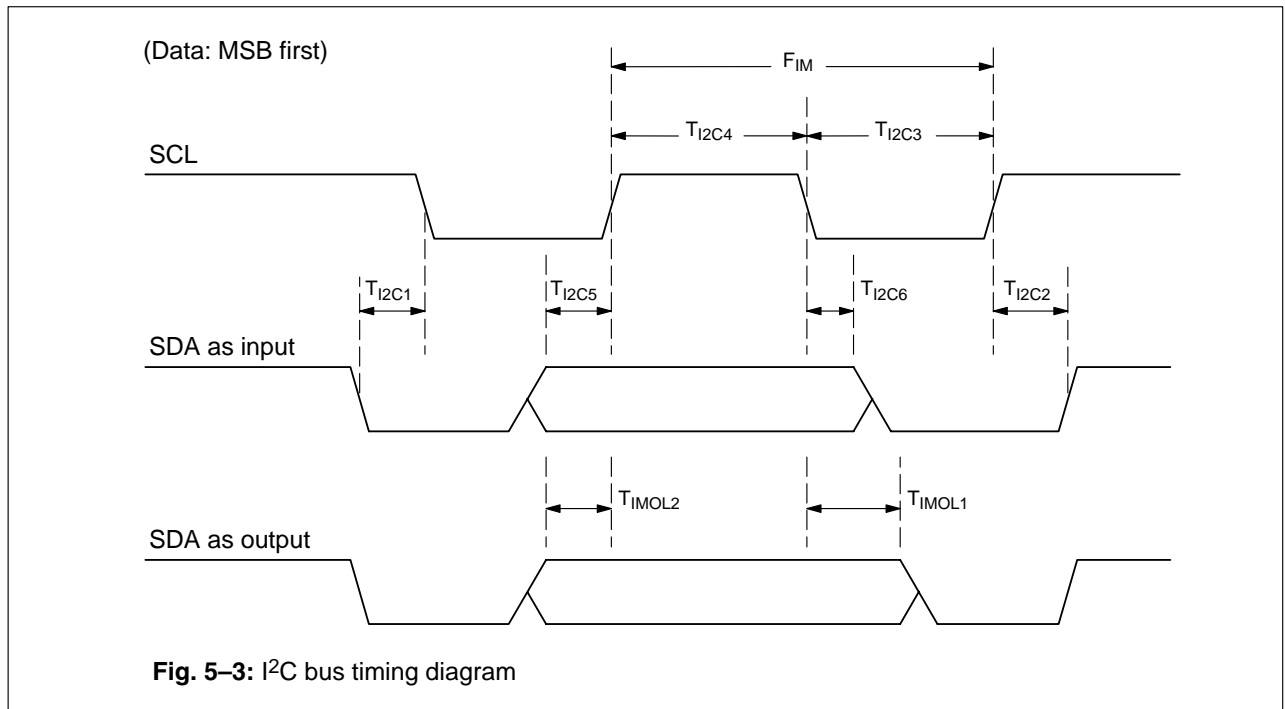 (Data: MSB first)
FIM
TI2C4
TI2C3
SCL
TI2C1
TI2C5
TI2C6
TI2C2
SDA as input
TIMOL2
TIMOL1
SDA as output
Fig. 5–3: I2C bus timing diagram